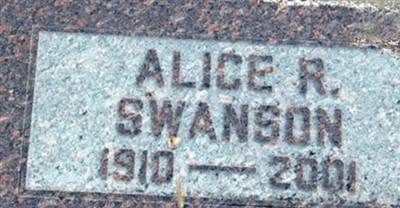 ALICE R.
SWANSON
1910 — 2001